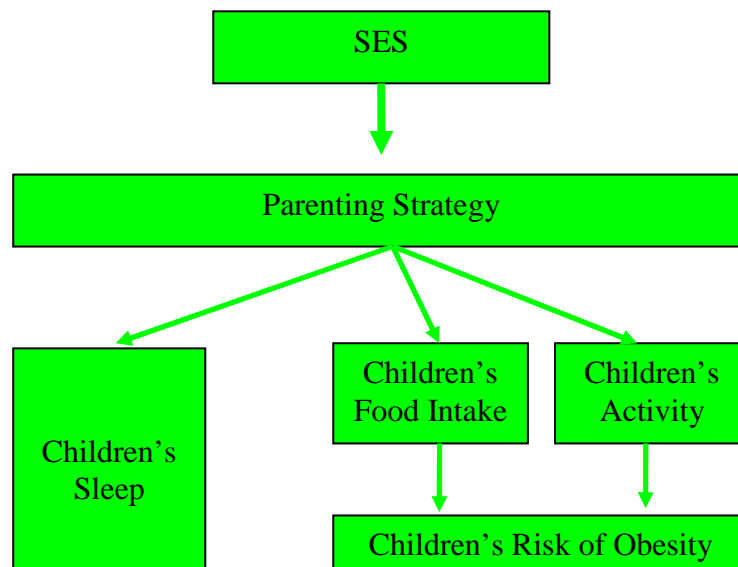 SES
Parenting Strategy
Children’s
Food Intake
Children’s
Activity
Children’s
Sleep
Children’s Risk of Obesity